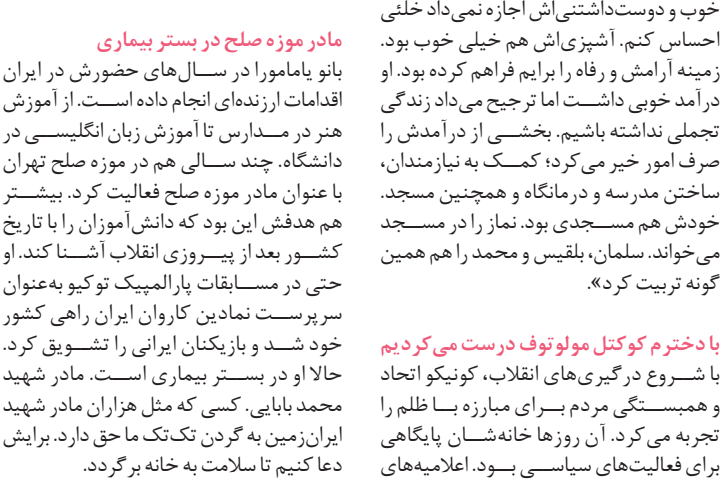 خوب و دوست‌داشتنی‌اش اجازه نمی‌داد خلئی
احساس کنم. آشپزی‌اش هم خیلی خوب بود.
زمینه آرامش و رفاه را برایم فراهم کرده بود. او
درآمد خوبی داشت اما ترجیح می‌داد زندگی
تجملی نداشته باشیم. بخشی از درآمدش را
صرف امور خیر می‌کرد؛ کمک به نیازمندان،
ساختن مدرسه و درمانگاه و همچنین مسجد.
خودش هم مسجدی بود. نماز را در مسجد
می‌خواند. سلمان، بلقیس و محمد را هم همین
گونه تربیت کرد».
با دخترم کوکتل مولوتوف درست می‌کردیم
با شروع درگیری‌های انقلاب، کونیکو اتحاد
و همبستگی مردم برای مبارزه با ظلم را
تجربه می‌کرد. آن روزها خانه‌شان پایگاهی
برای فعالیت‌های سیاسی بود. اعلامیه‌های
مادر موزه صلح در بستر بیماری
بانو یامامورا در سال‌های حضورش در ایران
اقدامات ارزنده‌ای انجام داده است. از آموزش
هنر در مدارس تا آموزش زبان انگلیسی در
دانشگاه. چند سالی هم در موزه صلح تهران
با عنوان مادر موزه صلح فعالیت کرد. بیشتر
هم هدفش این بود که دانش‌آموزان را با تاریخ
کشور بعد از پیروزی انقلاب آشنا کند. او
حتی در مسابقات پارالمپیک توکیو به‌عنوان
سرپرست نمادین کاروان ایران راهی کشور
خود شد و بازیکنان ایرانی را تشویق کرد.
حالا او در بستر بیماری است. مادر شهید
محمد بابایی. کسی که مثل هزاران مادر شهید
ایران‌زمین به گردن تک‌تک ما حق دارد. برایش
دعا کنیم تا سلامت به خانه برگردد.